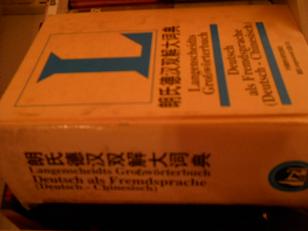 L
朗氏德汉双解大词典
Langenscheidts
Großwörterbuch
Deutsch
als Fremdsprache
(Deutsch - Chinesisch)
朗氏德汉双解大词典
Langenscheidts Großwörterbuch
Deutsch als Fremdsprache
(Deutsch - Chinesisch)